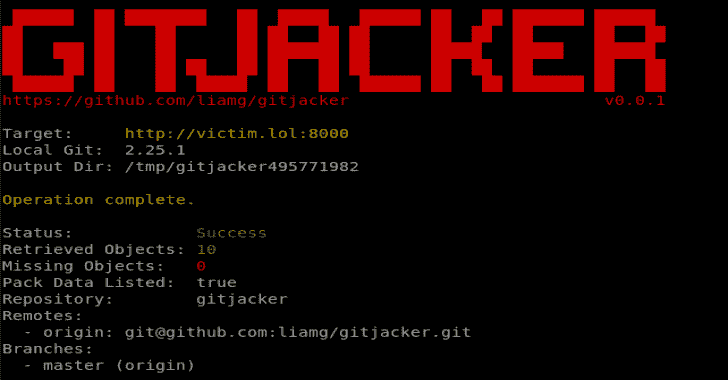 GITJACKER
https://github.com/liamg/gitjacker v0.0.1
Target: http://victim.lol:8000
Local Git: 2.25.1
Output Dir: /tmp/gitjacker495771982
Operation complete.
Status: Success
Retrieved Objects: 10
Missing Objects: 0
Pack Data Listed: true
Repository: gitjacker
Remotes:
- origin: git@github.com:liamg/gitjacker.git
Branches:
- master (origin)